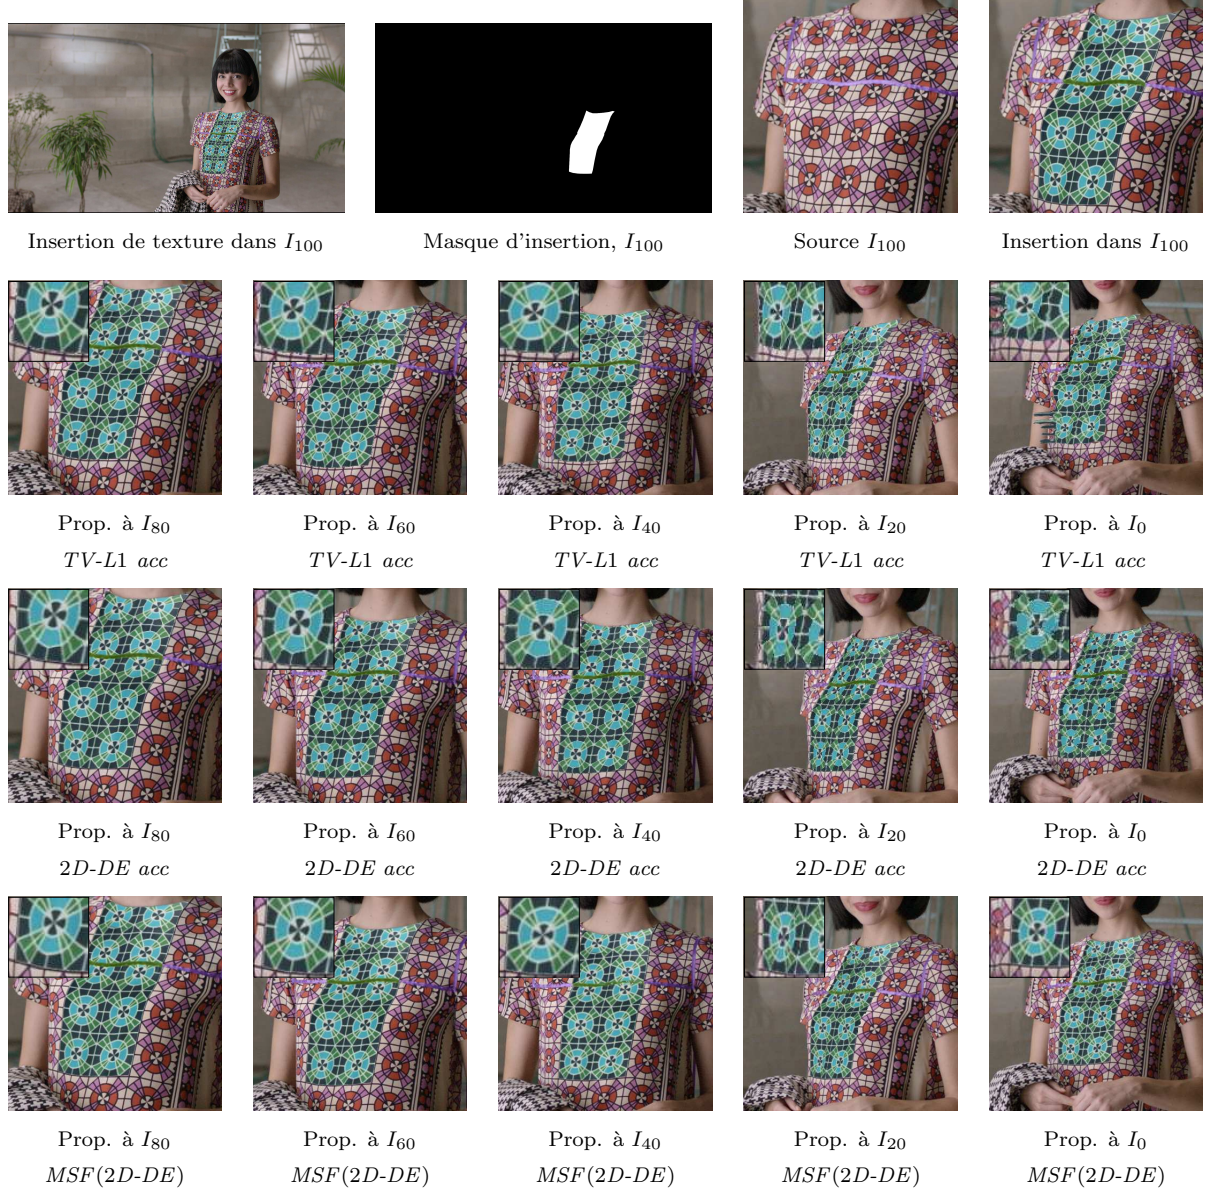 Insertion de texture dans I100
Masque d'insertion, I100
Source I100
Insertion dans I100
Prop. à I80
Prop. à I60
Prop. à I40
Prop. à I20
Prop. à I0
TV-L1 acc
TV-L1 acc
TV-L1 acc
TV-L1 acc
TV-L1 acc
Prop. à I80
Prop. à I60
Prop. à I40
Prop. à I20
Prop. à I0
2D-DE acc
2D-DE acc
2D-DE acc
2D-DE acc
2D-DE acc
Prop. à I80
Prop. à I60
Prop. à I40
Prop. à I20
Prop. à I0
MSF(2D-DE)
MSF(2D-DE)
MSF(2D-DE)
MSF(2D-DE)
MSF(2D-DE)